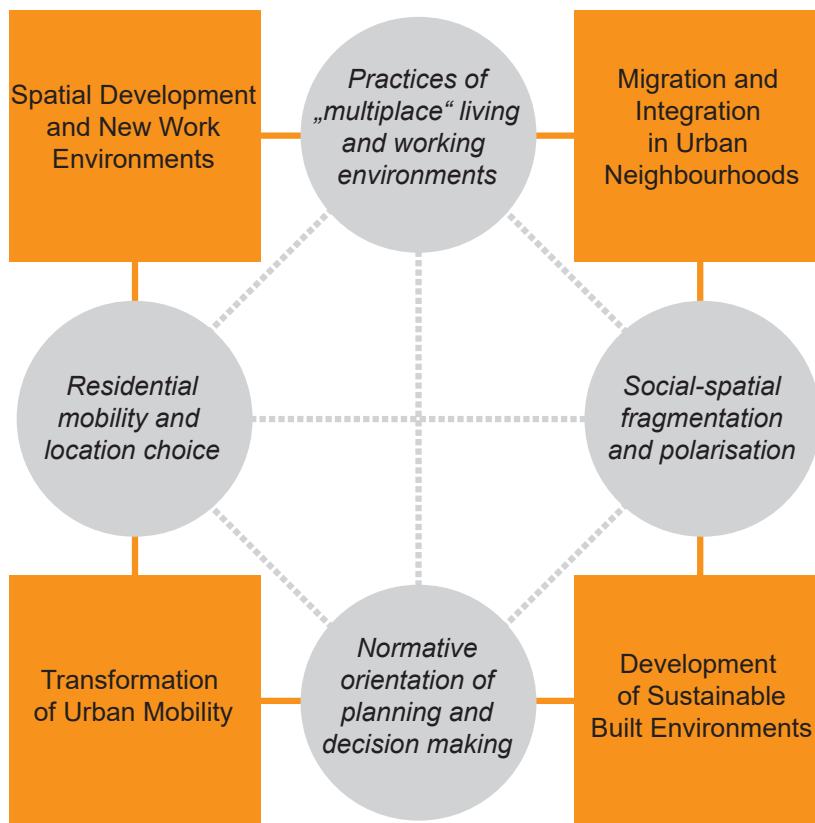 Spatial Development
and New Work
Environments
Practices of
„multiplace“ living
and working
environments
Migration and
Integration
in Urban
Neighbourhoods
Residential
mobility and
location choice
Social-spatial
fragmentation
and polarisation
Transformation
of Urban Mobility
Normative
orientation of
planning and
decision making
Development
of Sustainable
Built Environments